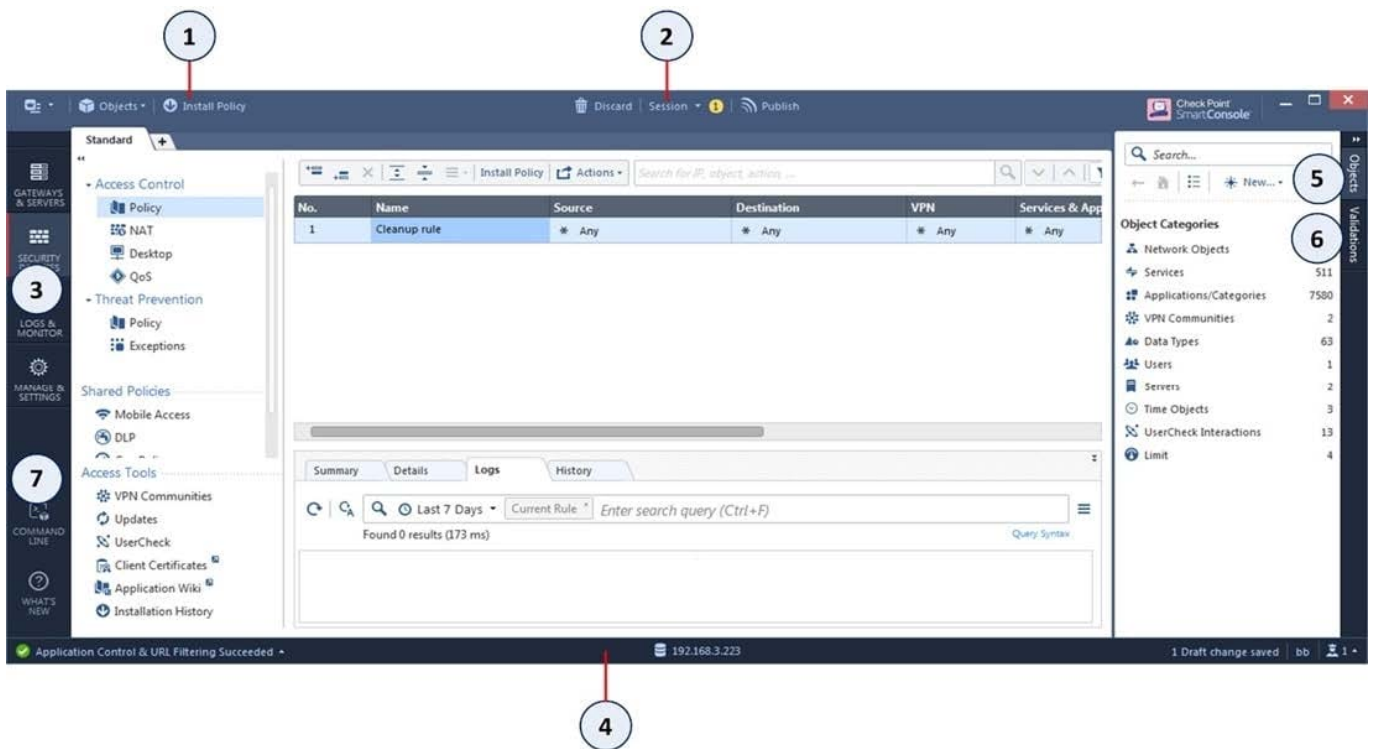 1
2
Objects
Install Policy
Discard
Session
1
Publish
Check Point
SmartConsole
Standard
+
GATEWAYS
& SERVERS
SECURITY
3
LOGS &
MONITOR
MANAGE &
SETTINGS
7
COMMAND
LINE
WHAT'S
NEW
Access Control
Policy
NAT
Desktop
QoS
Threat Prevention
Policy
Exceptions
Shared Policies
Mobile Access
DLP
Access Tools
VPN Communities
Updates
UserCheck
Client Certificates
Application Wiki
Installation History
Install Policy
Actions
Search for IP, object, action, ...
No. Name Source Destination VPN Services & App
1 Cleanup rule * Any * Any * Any * Any
Summary
Details
Logs
History
Last 7 Days
Current Rule
Enter search query (Ctrl+F)
Found 0 results (173 ms)
Query Syntax
Search...
New...
5
Objects
6
Validations
Object Categories
Network Objects
Services 511
Applications/Categories 7580
VPN Communities 2
Data Types 63
Users 1
Servers 2
Time Objects 3
UserCheck Interactions 13
Limit 4
Application Control & URL Filtering Succeeded
192.168.3.223
1 Draft change saved
bb
1
4